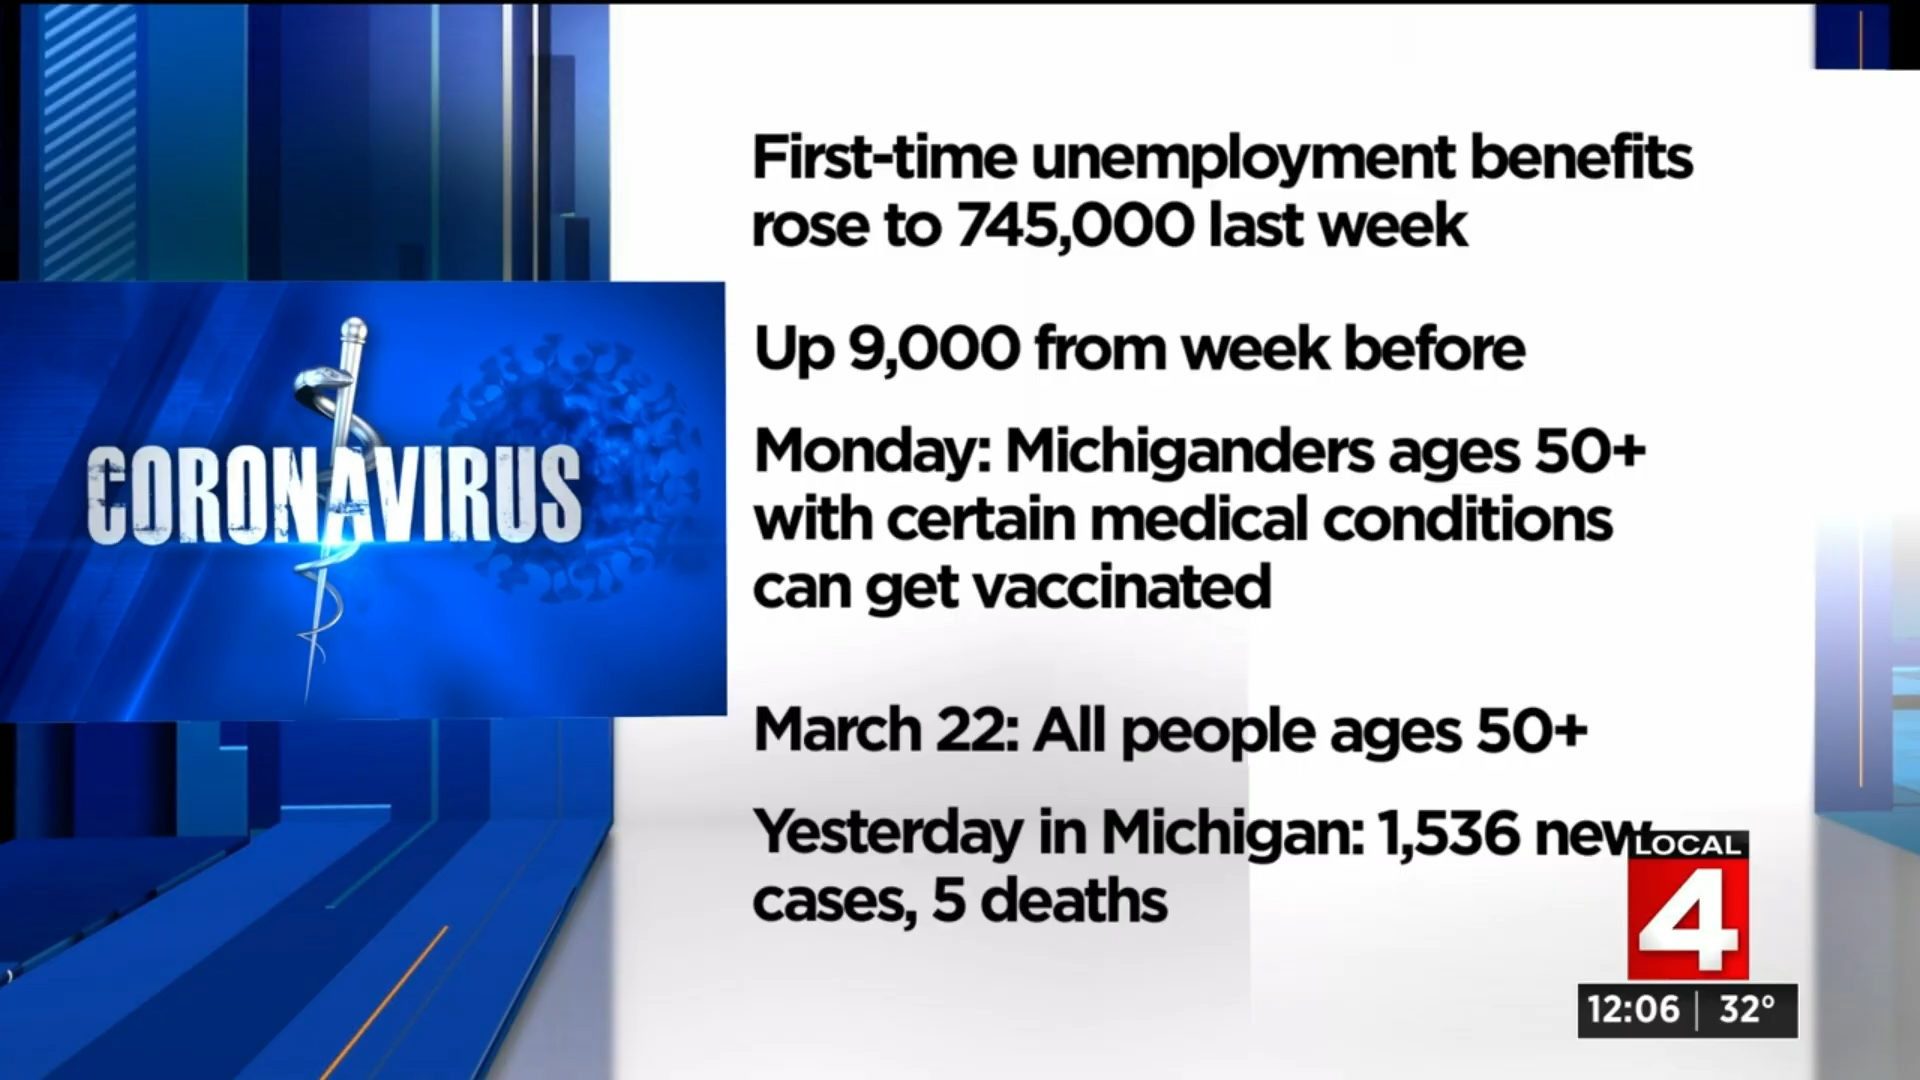 First-time unemployment benefits
rose to 745,000 last week
Up 9,000 from week before
Monday: Michiganders ages 50+
with certain medical conditions
can get vaccinated
March 22: All people ages 50+
Yesterday in Michigan: 1,536 new
cases, 5 deaths
CORONAVIRUS
LOCAL
4
12:06 | 32°